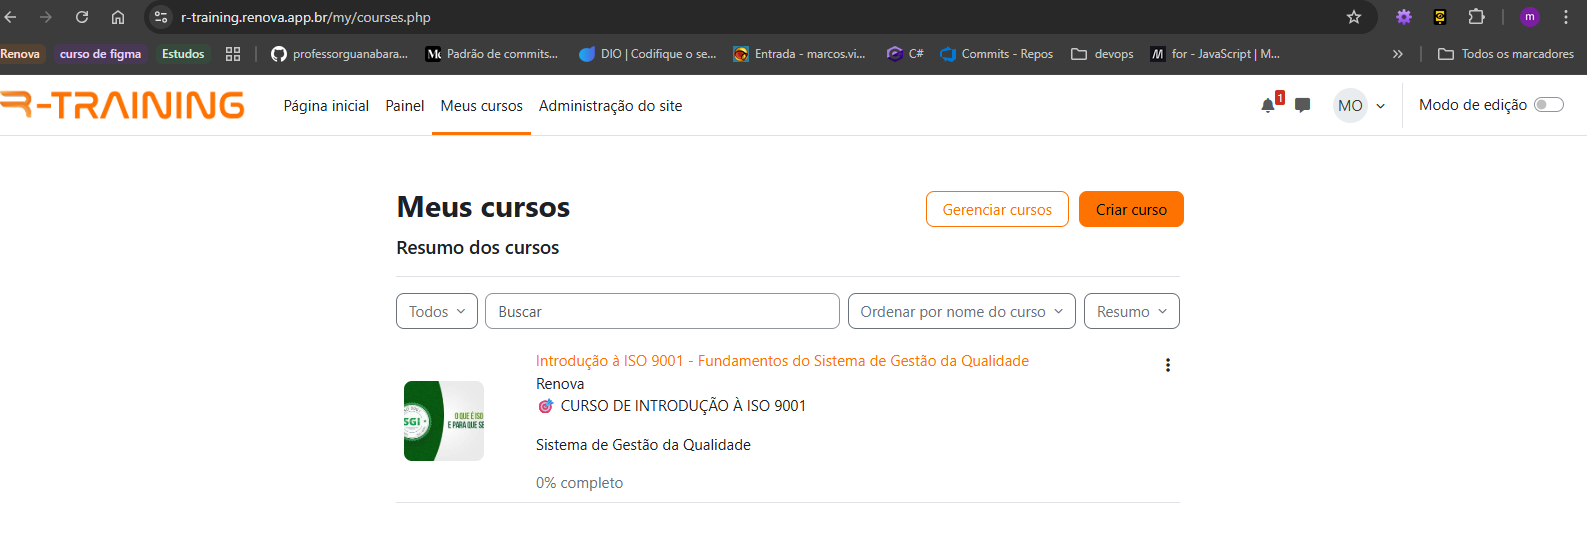 r-training.renova.app.br/my/courses.php
m
Renova
curso de figma
Estudos
professorguanabara...
Padrão de commits...
DIO | Codifique o se...
Entrada - marcos.vi...
C#
Commits - Repos
devops
for - JavaScript | M...
»
Todos os marcadores
R-TRAINING
Página inicial
Painel
Meus cursos
Administração do site
1
MO
Modo de edição
Meus cursos
Gerenciar cursos
Criar curso
Resumo dos cursos
Todos
Buscar
Ordenar por nome do curso
Resumo
SGI
O QUE É ISO
E PARA QUE SE
Introdução à ISO 9001 - Fundamentos do Sistema de Gestão da Qualidade
Renova
🎯 CURSO DE INTRODUÇÃO À ISO 9001
Sistema de Gestão da Qualidade
0% completo